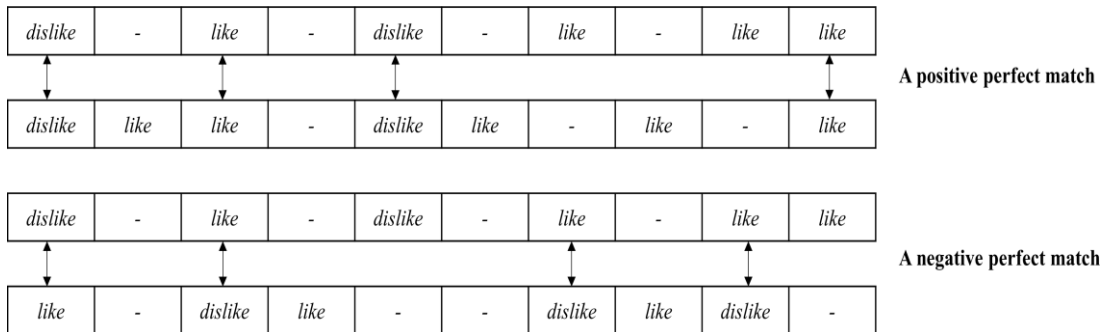 dislike - like - dislike - like - like like
A positive perfect match
dislike like like - dislike like - like - like
dislike - like - dislike - like - like like
A negative perfect match
like - dislike like - - dislike like dislike -